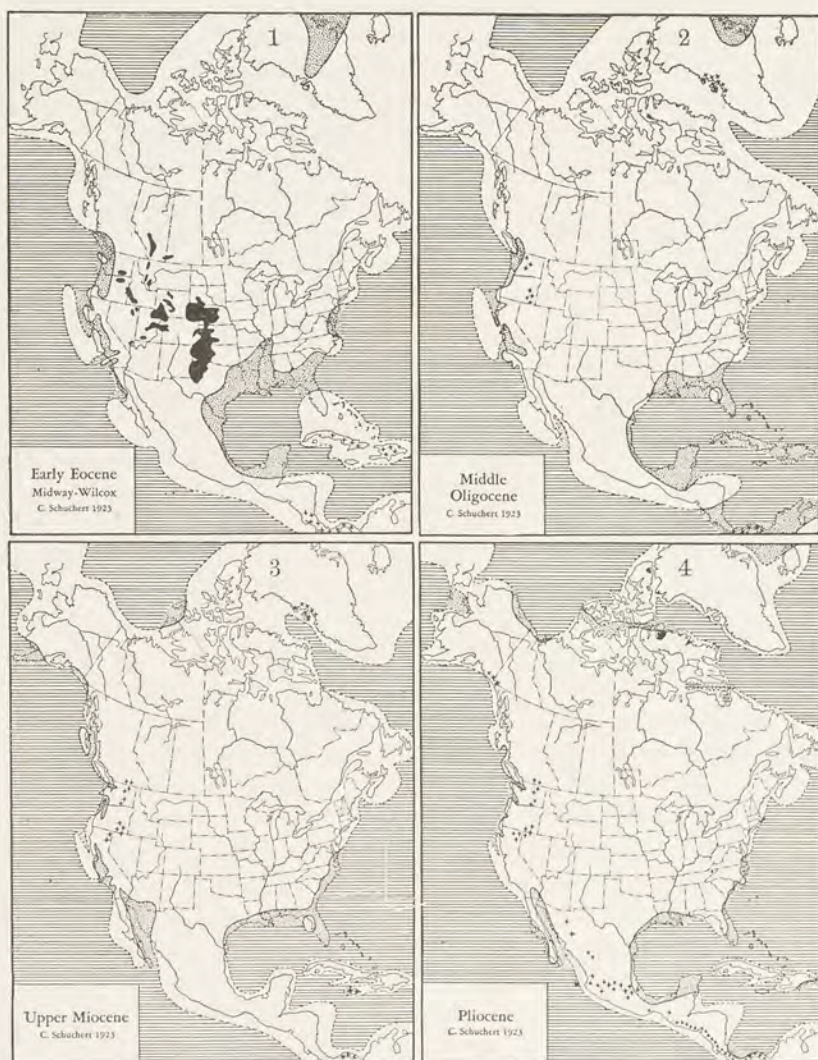 1
Early Eocene
Midway-Wilcox
C. Schuchert 1923
2
Middle
Oligocene
C. Schuchert 1923
3
Upper Miocene
C. Schuchert 1923
4
Pliocene
C. Schuchert 1923